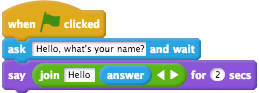 when clicked
ask Hello, what's your name? and wait
say join Hello answer for 2 secs